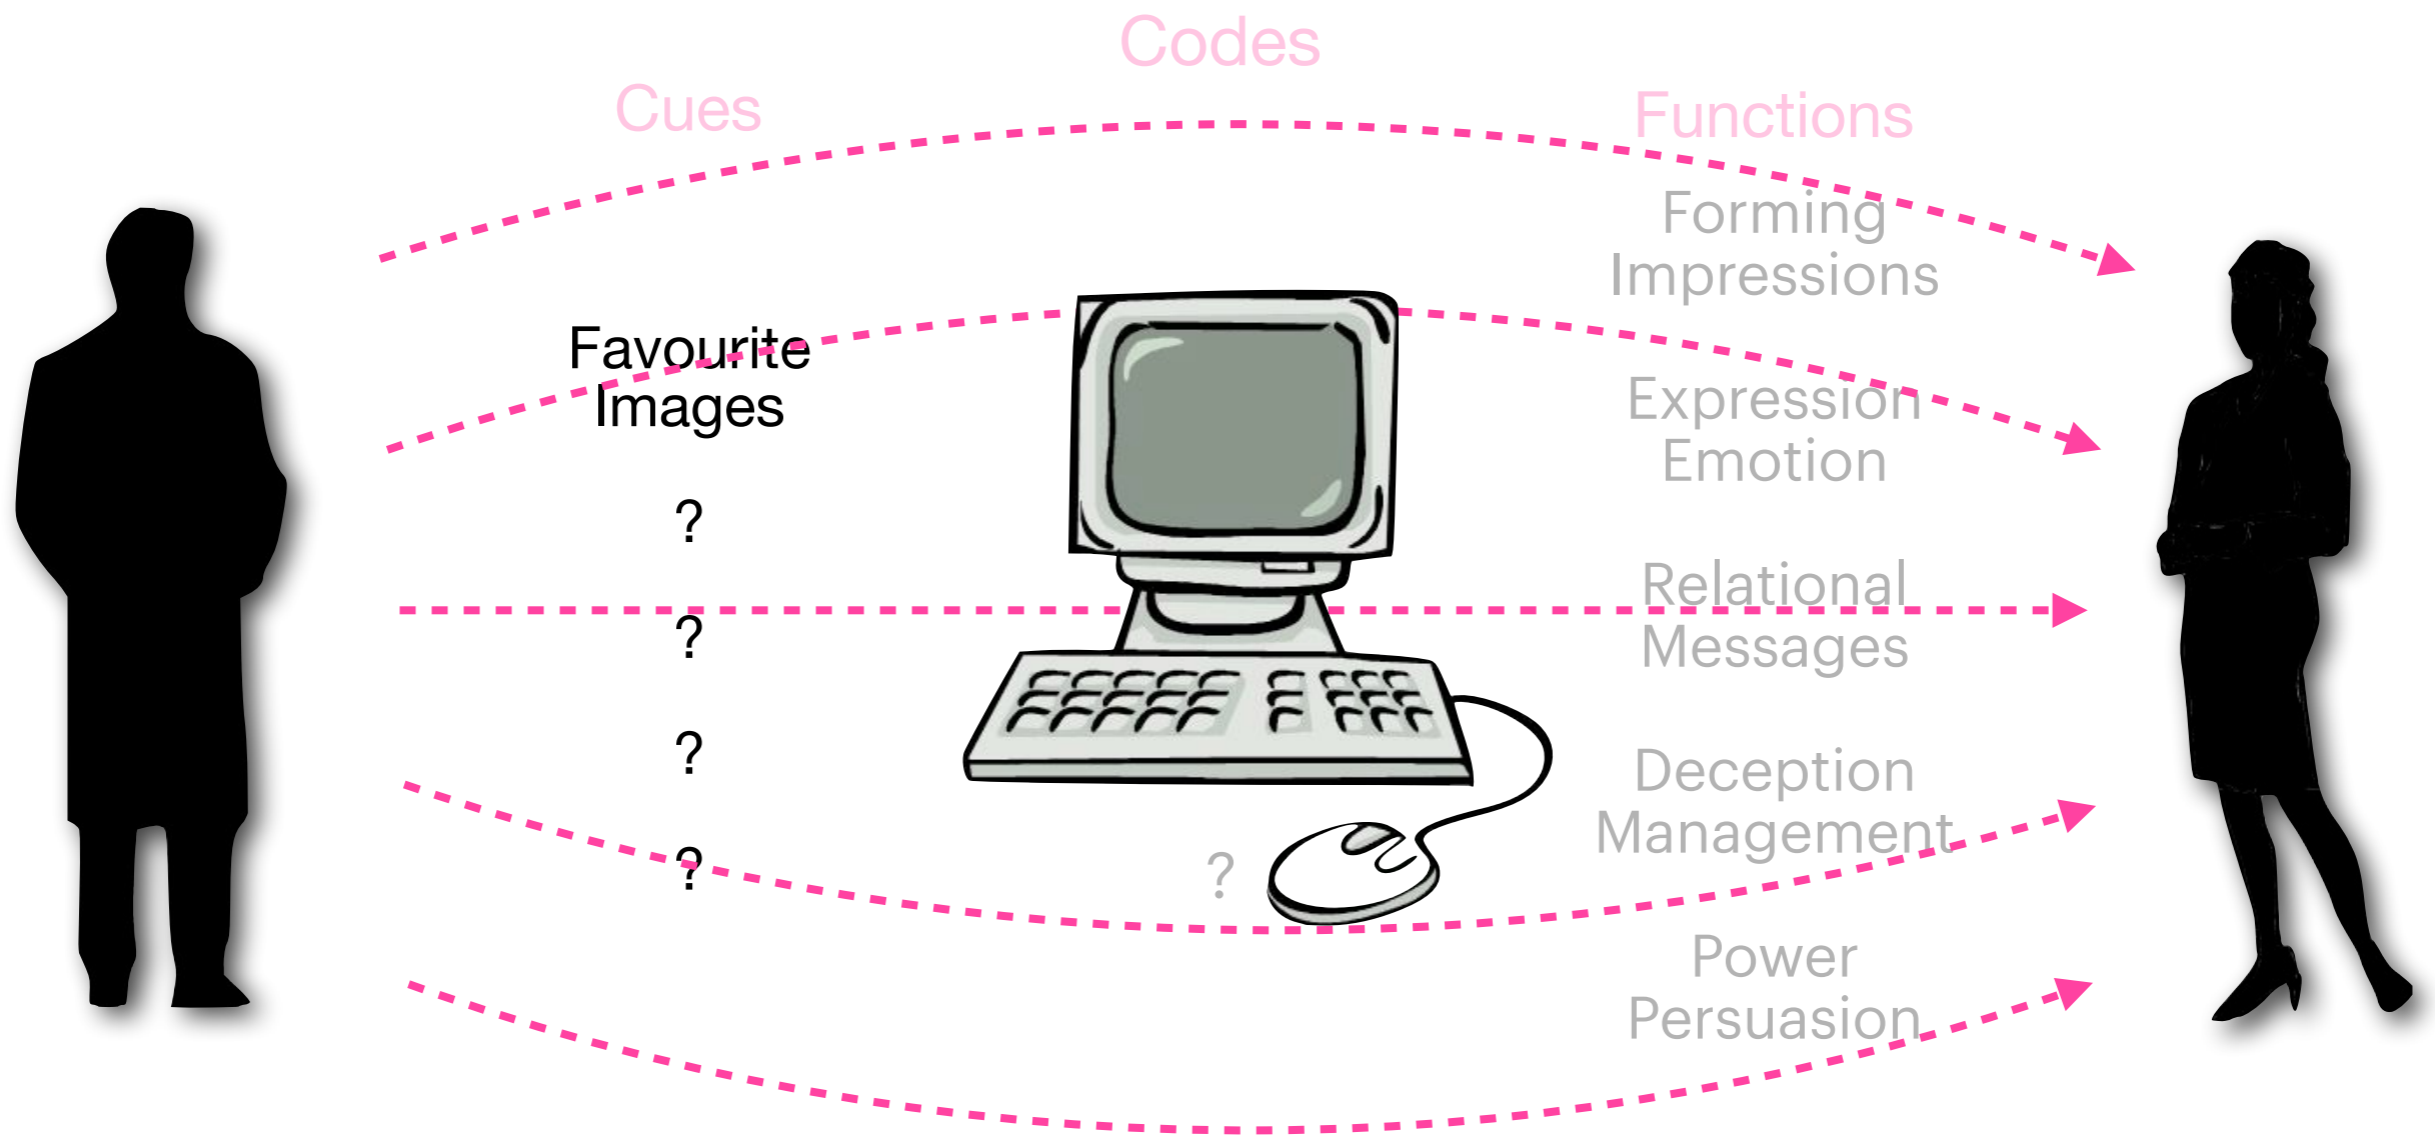 Codes
Cues
Functions
Favourite
Images
?
?
?
?
?
Forming
Impressions
Expression
Emotion
Relational
Messages
Deception
Management
Power
Persuasion